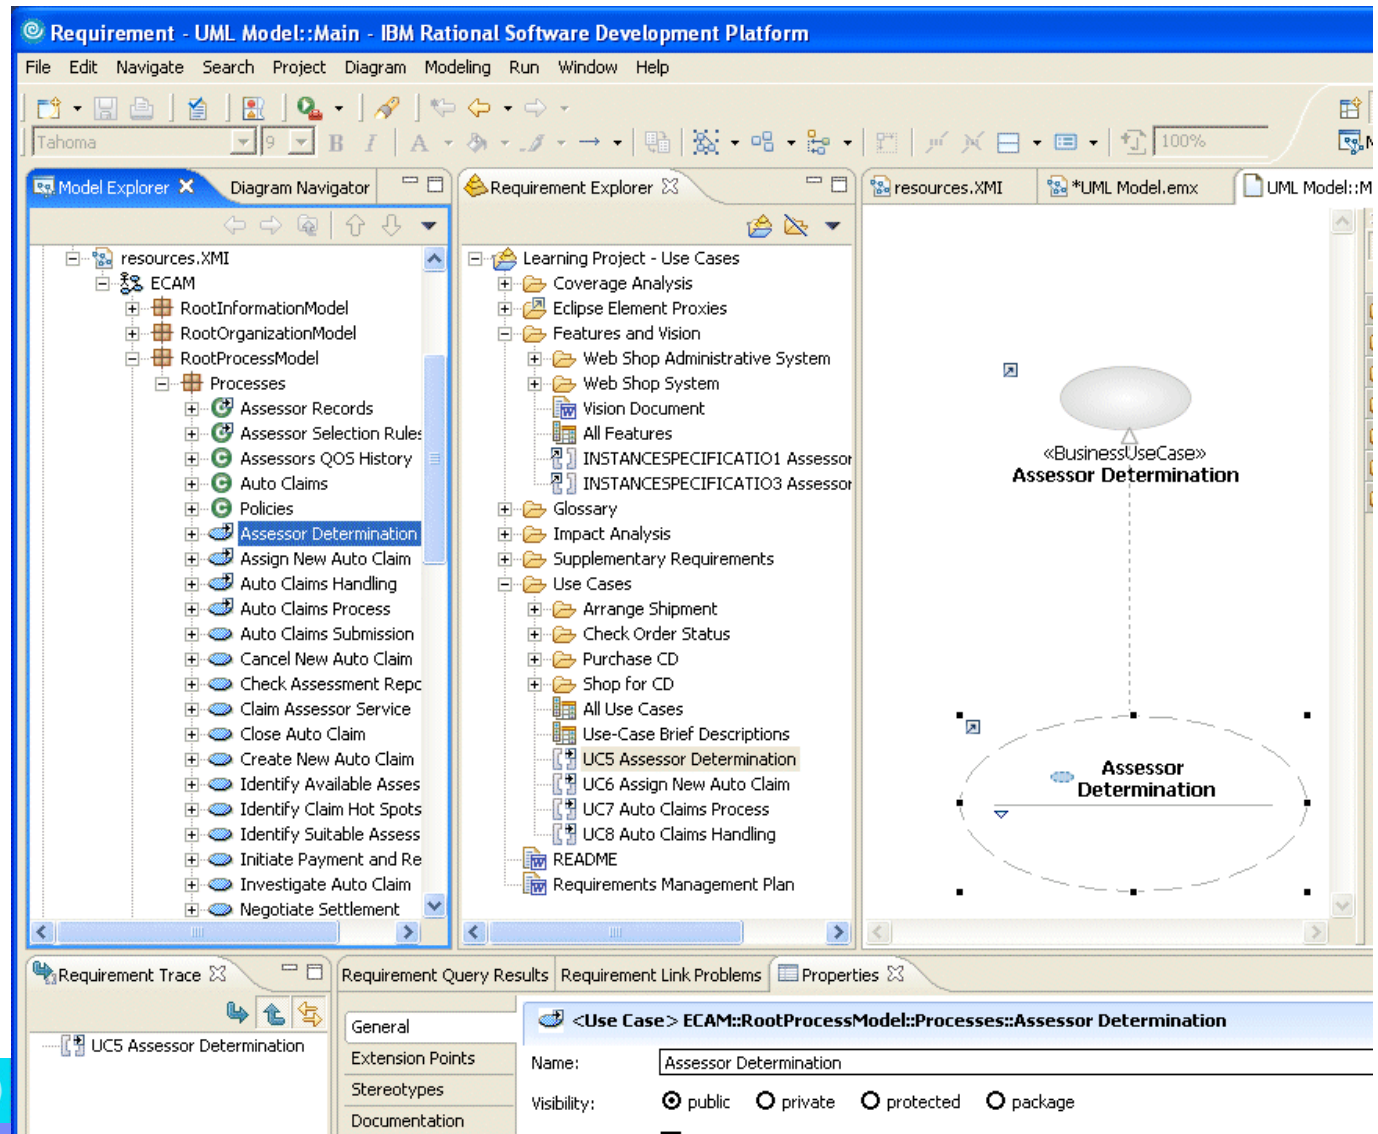 Requirement - UML Model::Main - IBM Rational Software Development Platform
File Edit Navigate Search Project Diagram Modeling Run Window Help
Tahoma 9 B I A 100%
Model Explorer Diagram Navigator
resources.XMI
ECAM
RootInformationModel
RootOrganizationModel
RootProcessModel
Processes
Assessor Records
Assessor Selection Rules
Assessors QOS History
Auto Claims
Policies
Assessor Determination
Assign New Auto Claim
Auto Claims Handling
Auto Claims Process
Auto Claims Submission
Cancel New Auto Claim
Check Assessment Repo
Claim Assessor Service
Close Auto Claim
Create New Auto Claim
Identify Available Asses
Identify Claim Hot Spots
Identify Suitable Assess
Initiate Payment and Re
Investigate Auto Claim
Negotiate Settlement
Requirement Explorer
Learning Project - Use Cases
Coverage Analysis
Eclipse Element Proxies
Features and Vision
Web Shop Administrative System
Web Shop System
Vision Document
All Features
INSTANCESPECIFICATIO1 Assessor
INSTANCESPECIFICATIO3 Assessor
Glossary
Impact Analysis
Supplementary Requirements
Use Cases
Arrange Shipment
Check Order Status
Purchase CD
Shop for CD
All Use Cases
Use-Case Brief Descriptions
UC5 Assessor Determination
UC6 Assign New Auto Claim
UC7 Auto Claims Process
UC8 Auto Claims Handling
README
Requirements Management Plan
resources.XMI *UML Model.emx UML Model::M
«BusinessUseCase»
Assessor Determination
Assessor
Determination
Requirement Trace
UC5 Assessor Determination
Requirement Query Results Requirement Link Problems Properties
General
Extension Points
Stereotypes
Documentation
<Use Case> ECAM::RootProcessModel::Processes::Assessor Determination
Name: Assessor Determination
Visibility: public private protected package